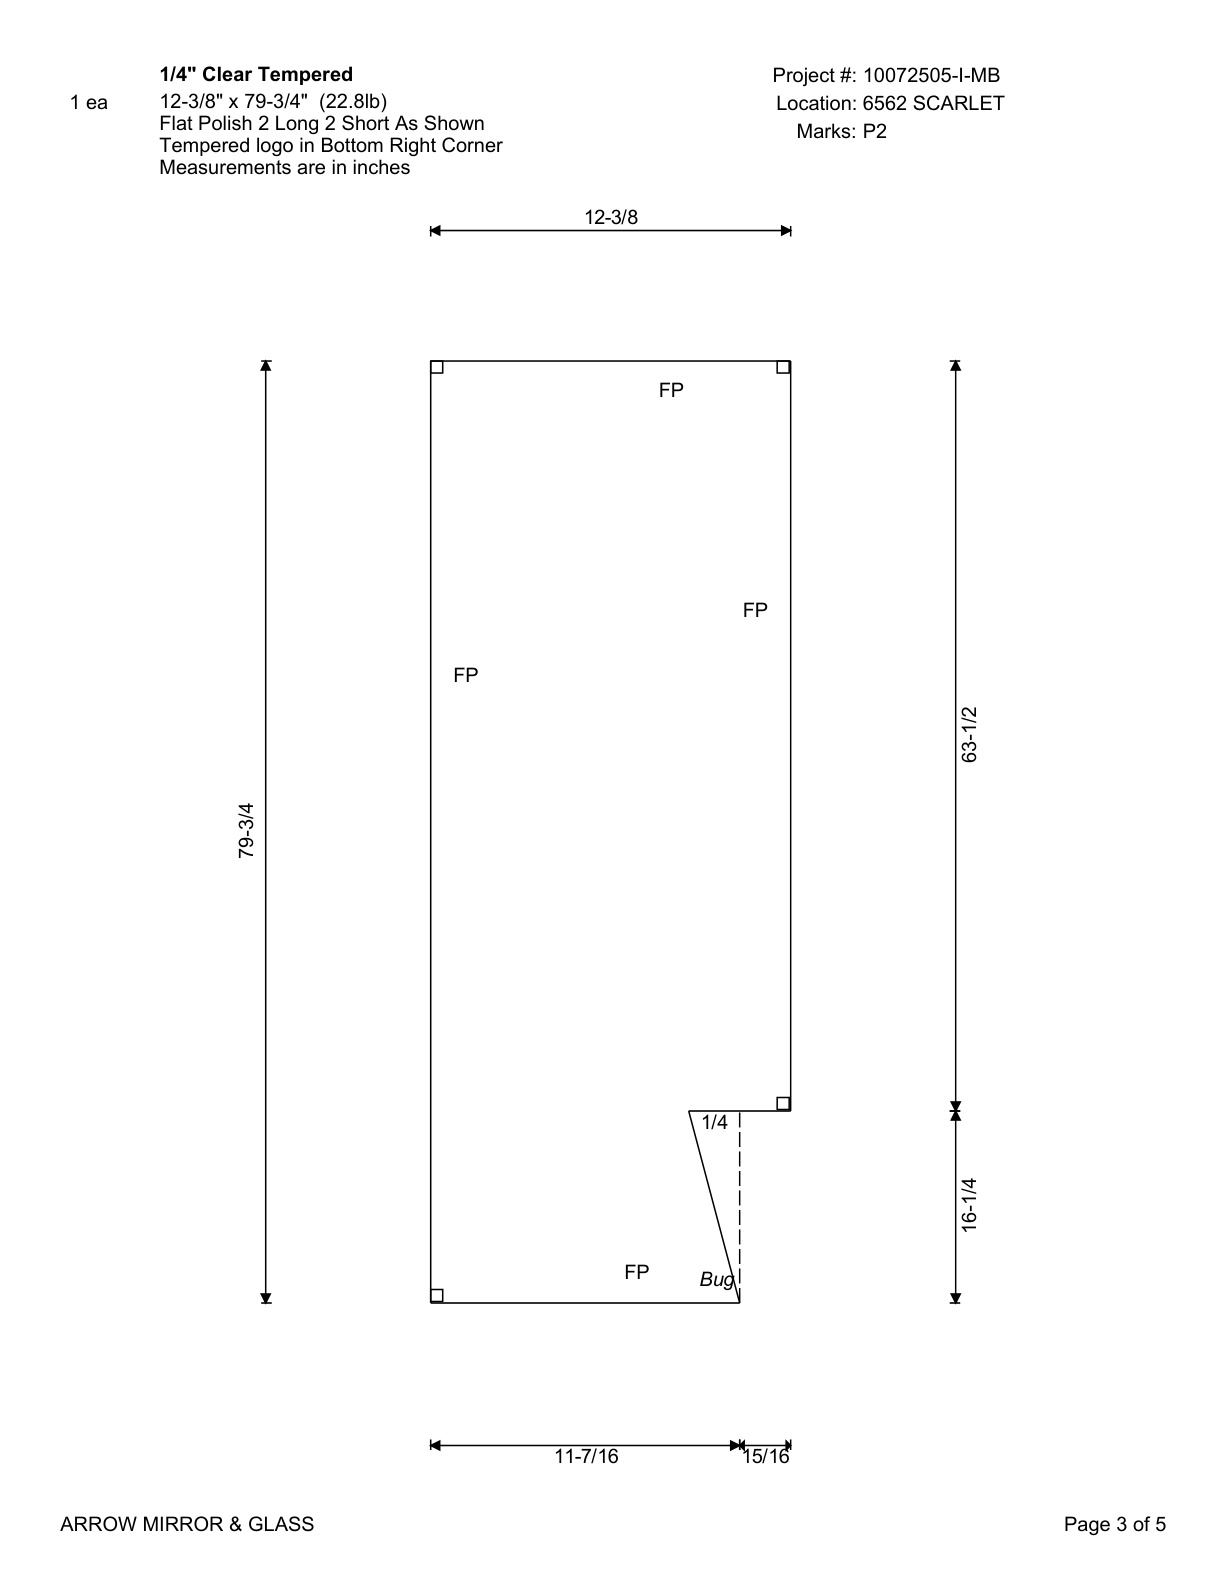 1/4" Clear Tempered
1 ea
12-3/8" x 79-3/4" (22.8lb)
Flat Polish 2 Long 2 Short As Shown
Tempered logo in Bottom Right Corner
Measurements are in inches
Project #: 10072505-I-MB
Location: 6562 SCARLET
Marks: P2
12-3/8
FP
FP
FP
63-1/2
79-3/4
1/4
16-1/4
FP
Bug
11-7/16
15/16
ARROW MIRROR & GLASS
Page 3 of 5